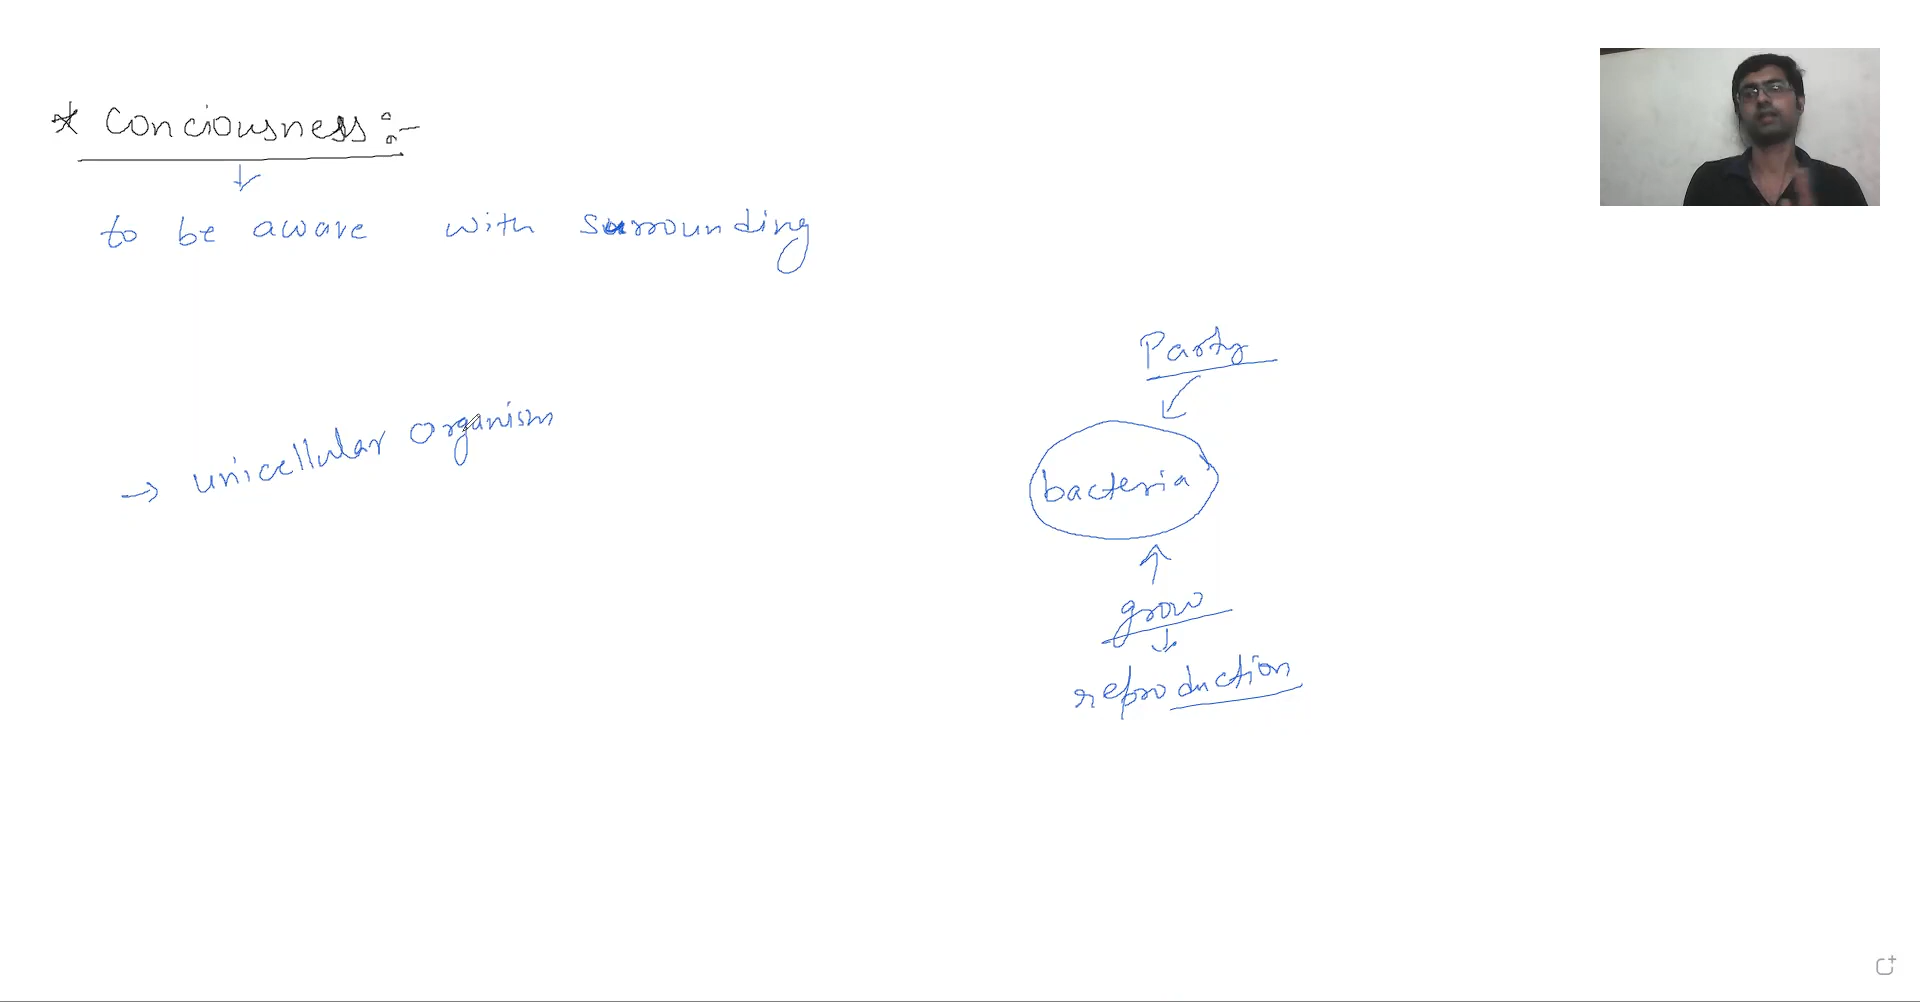 * Conciousness :-
to be aware with surrounding
Party
→ unicellular organism
bacteria
grow
reproduction